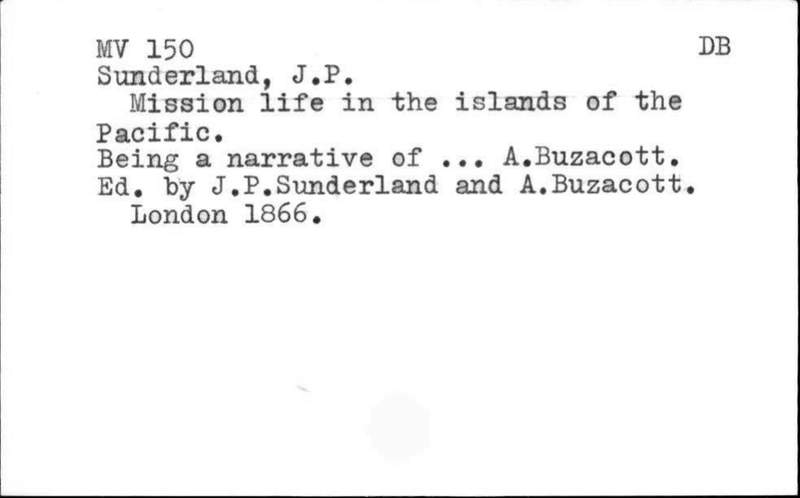 MV 150 DB
Sunderland, J.P.
Mission life in the islands of the
Pacific.
Being a narrative of ... A.Buzacott.
Ed. by J.P.Sunderland and A.Buzacott.
London 1866.